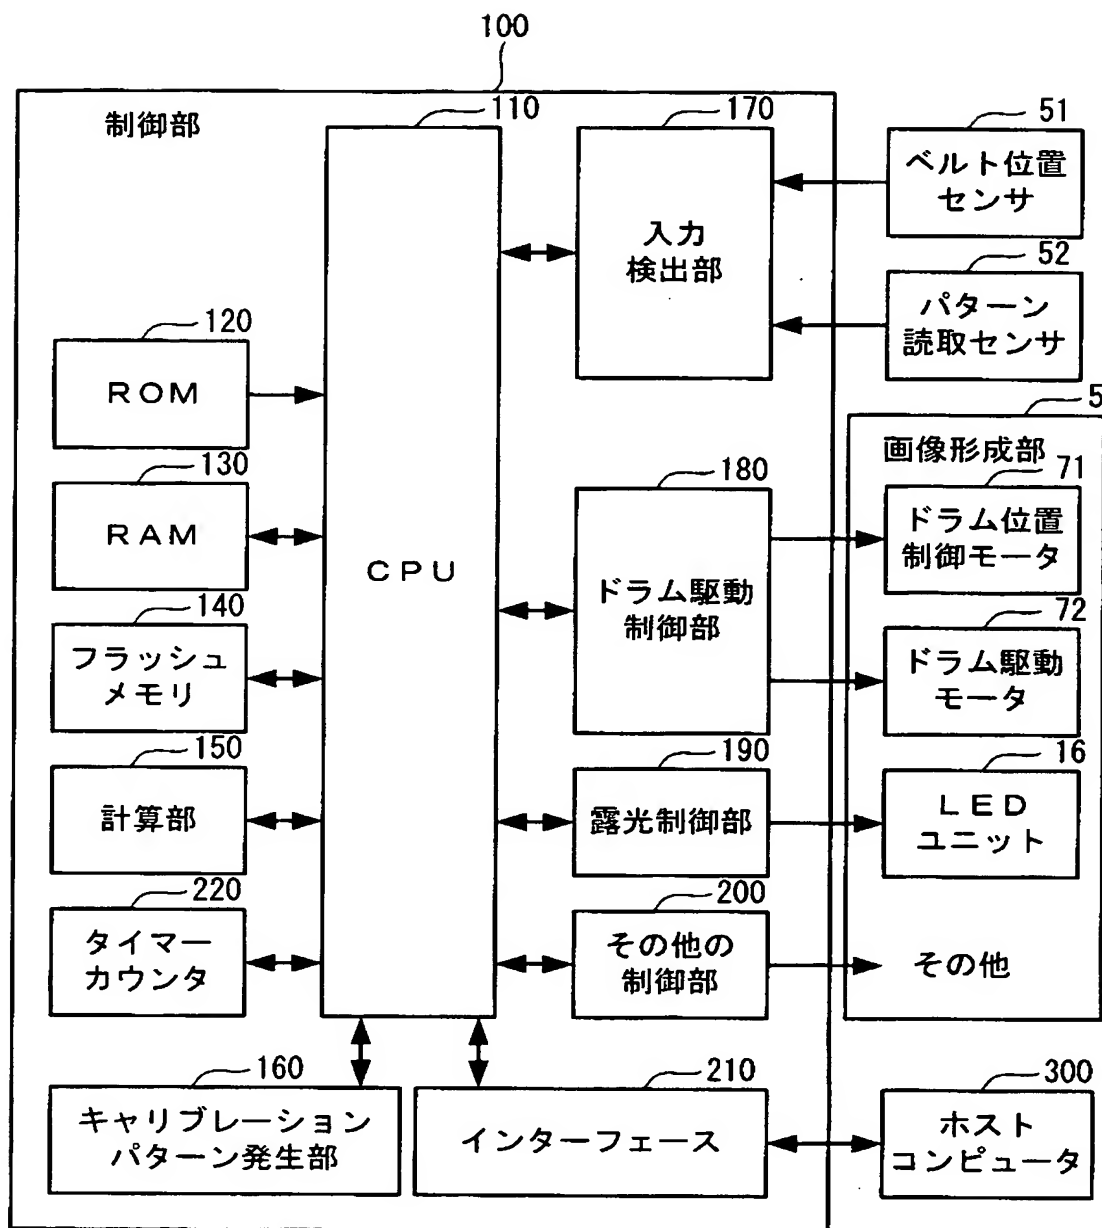 100
制御部
110
170
51
ベルト位置
センサ
入力
検出部
52
パターン
読取センサ
120
ROM
130
RAM
140
フラッシュ
メモリ
150
計算部
220
タイマー
カウンタ
CPU
180
ドラム駆動
制御部
190
露光制御部
200
その他の
制御部
5
画像形成部
71
ドラム位置
制御モータ
72
ドラム駆動
モータ
16
LED
ユニット
その他
160
キャリブレーション
パターン発生部
210
インターフェース
300
ホスト
コンピュータ